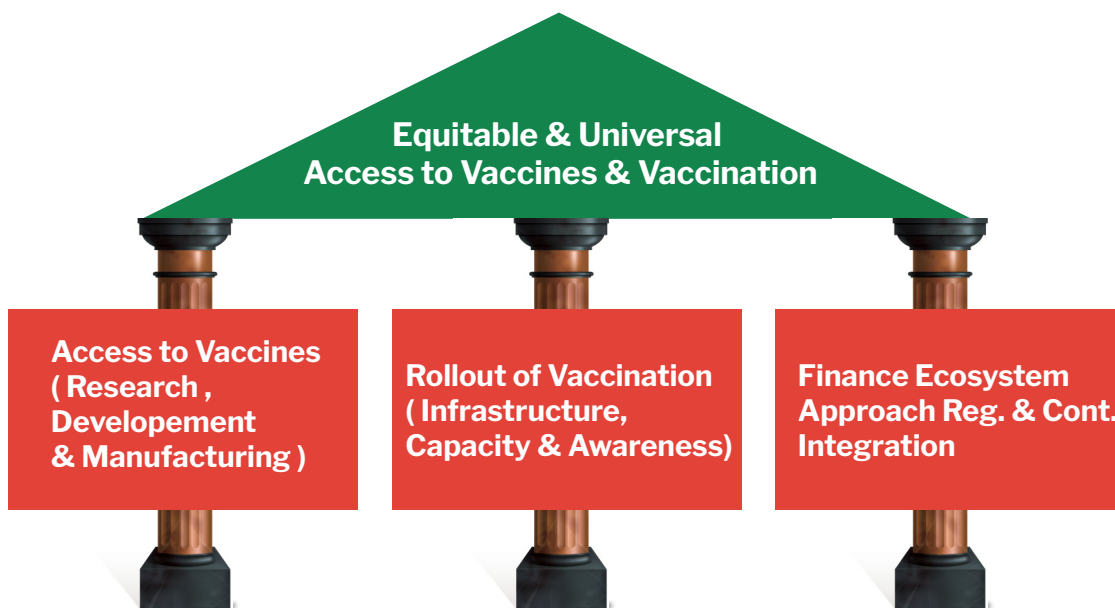 Equitable & Universal
Access to Vaccines & Vaccination
Access to Vaccines
( Research ,
Developement
& Manufacturing )
Rollout of Vaccination
( Infrastructure,
Capacity & Awareness)
Finance Ecosystem
Approach Reg. & Cont.
Integration